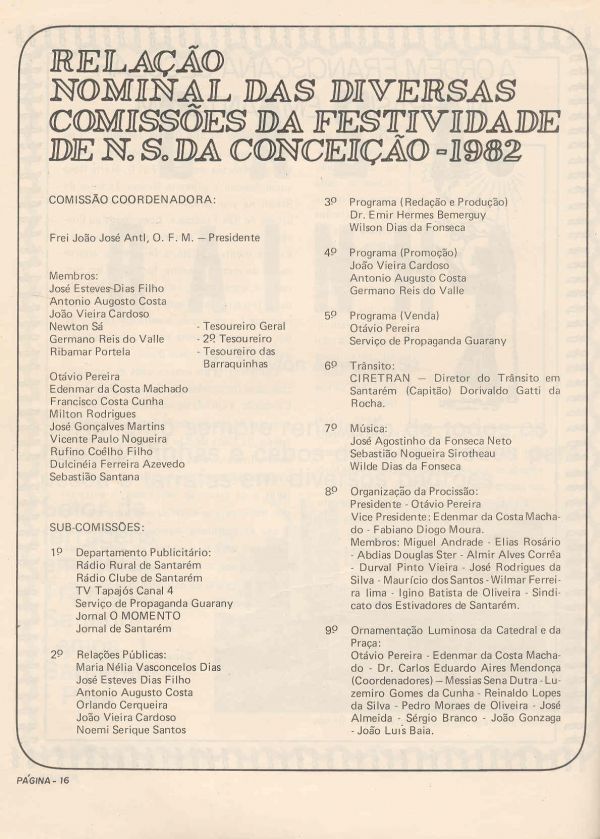 RELAÇÃO
NOMINAL DAS DIVERSAS
COMISSÕES DA FESTIVIDADE
DE N. S. DA CONCEIÇÃO - 1982
COMISSÃO COORDENADORA:
Frei João José Antl, O. F. M. — Presidente
Membros:
José Esteves Dias Filho
Antonio Augusto Costa
João Vieira Cardoso
Newton Sá - Tesoureiro Geral
Germano Reis do Valle - 2º Tesoureiro
Ribamar Portela - Tesoureiro das
Barraquinhas
Otávio Pereira
Edenmar da Costa Machado
Francisco Costa Cunha
Milton Rodrigues
José Gonçalves Martins
Vicente Paulo Nogueira
Rufino Coêlho Filho
Dulcinéia Ferreira Azevedo
Sebastião Santana
SUB-COMISSÕES:
1º Departamento Publicitário:
Rádio Rural de Santarém
Rádio Clube de Santarém
TV Tapajós Canal 4
Serviço de Propaganda Guarany
Jornal O MOMENTO
Jornal de Santarém
2º Relações Públicas:
Maria Nélia Vasconcelos Dias
José Esteves Dias Filho
Antonio Augusto Costa
Orlando Cerqueira
João Vieira Cardoso
Noemi Serique Santos
3º Programa (Redação e Produção)
Dr. Emir Hermes Bemerguy
Wilson Dias da Fonseca
4º Programa (Promoção)
João Vieira Cardoso
Antonio Augusto Costa
Germano Reis do Valle
5º Programa (Venda)
Otávio Pereira
Serviço de Propaganda Guarany
6º Trânsito:
CIRETRAN — Diretor do Trânsito em
Santarém (Capitão) Dorivaldo Gatti da
Rocha.
7º Música:
José Agostinho da Fonseca Neto
Sebastião Nogueira Sirotheau
Wilde Dias da Fonseca
8º Organização da Procissão:
Presidente - Otávio Pereira
Vice Presidente: Edenmar da Costa Macha-
do - Fabiano Diogo Moura.
Membros: Miguel Andrade - Elias Rosário
- Abdias Douglas Ster - Almir Alves Corrêa
- Durval Pinto Vieira - José Rodrigues da
Silva - Maurício dos Santos - Wilmar Ferrei-
ra lima - Igino Batista de Oliveira - Sindi-
cato dos Estivadores de Santarém.
9º Ornamentação Luminosa da Catedral e da
Praça:
Otávio Pereira - Edenmar da Costa Macha-
do - Dr. Carlos Eduardo Aires Mendonça
(Coordenadores) — Messias Sena Dutra - Lu-
zemiro Gomes da Cunha - Reinaldo Lopes
da Silva - Pedro Moraes de Oliveira - José
Almeida - Sérgio Branco - João Gonzaga
- João Luis Baia.
PÁGINA - 16